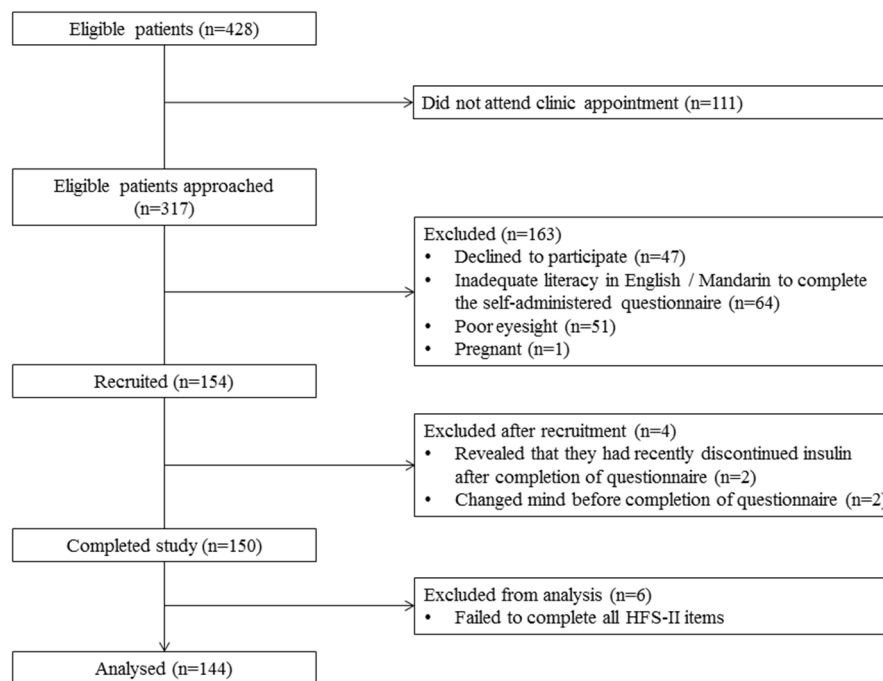 Eligible patients (n=428)
Did not attend clinic appointment (n=111)
Eligible patients approached
(n=317)
Excluded (n=163)
• Declined to participate (n=47)
• Inadequate literacy in English / Mandarin to complete
the self-administered questionnaire (n=64)
• Poor eyesight (n=51)
• Pregnant (n=1)
Recruited (n=154)
Excluded after recruitment (n=4)
• Revealed that they had recently discontinued insulin
after completion of questionnaire (n=2)
• Changed mind before completion of questionnaire (n=2)
Completed study (n=150)
Excluded from analysis (n=6)
• Failed to complete all HFS-II items
Analysed (n=144)